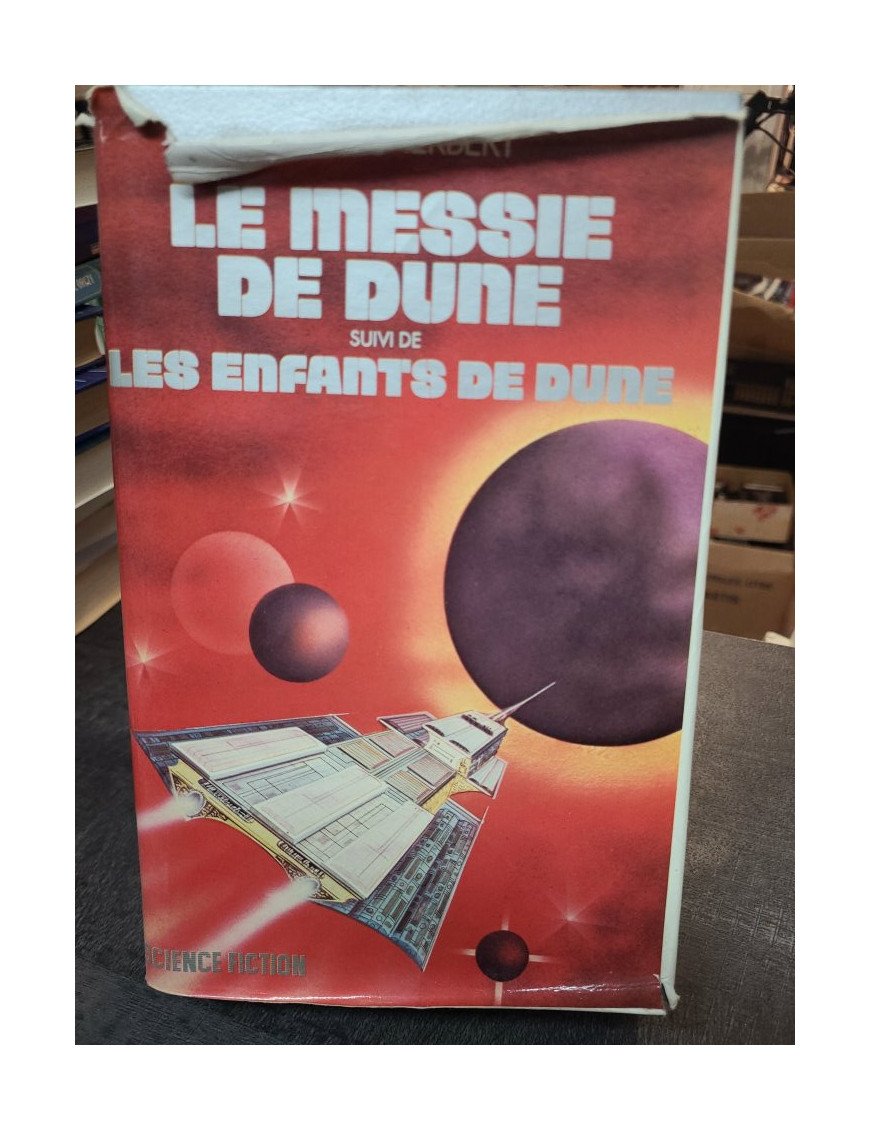 LE MESSIE
DE DUNE
SUIVI DE
LES ENFANTS DE DUNE
SCIENCE FICTION